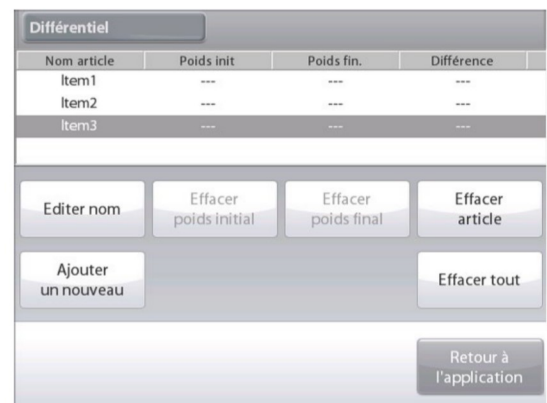 Différentiel
Nom article Poids init Poids fin. Différence
Item1 --- --- ---
Item2 --- --- ---
Item3 --- --- ---
Editer nom
Effacer
poids initial
Effacer
poids final
Effacer
article
Ajouter
un nouveau
Effacer tout
Retour à
l'application